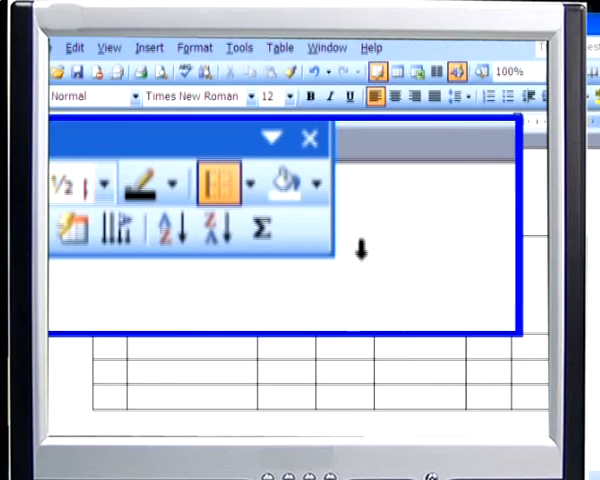 Edit View Insert Format Tools Table Window Help
100%
Normal Times New Roman 12 B I U
1/2
A Z Z A Σ